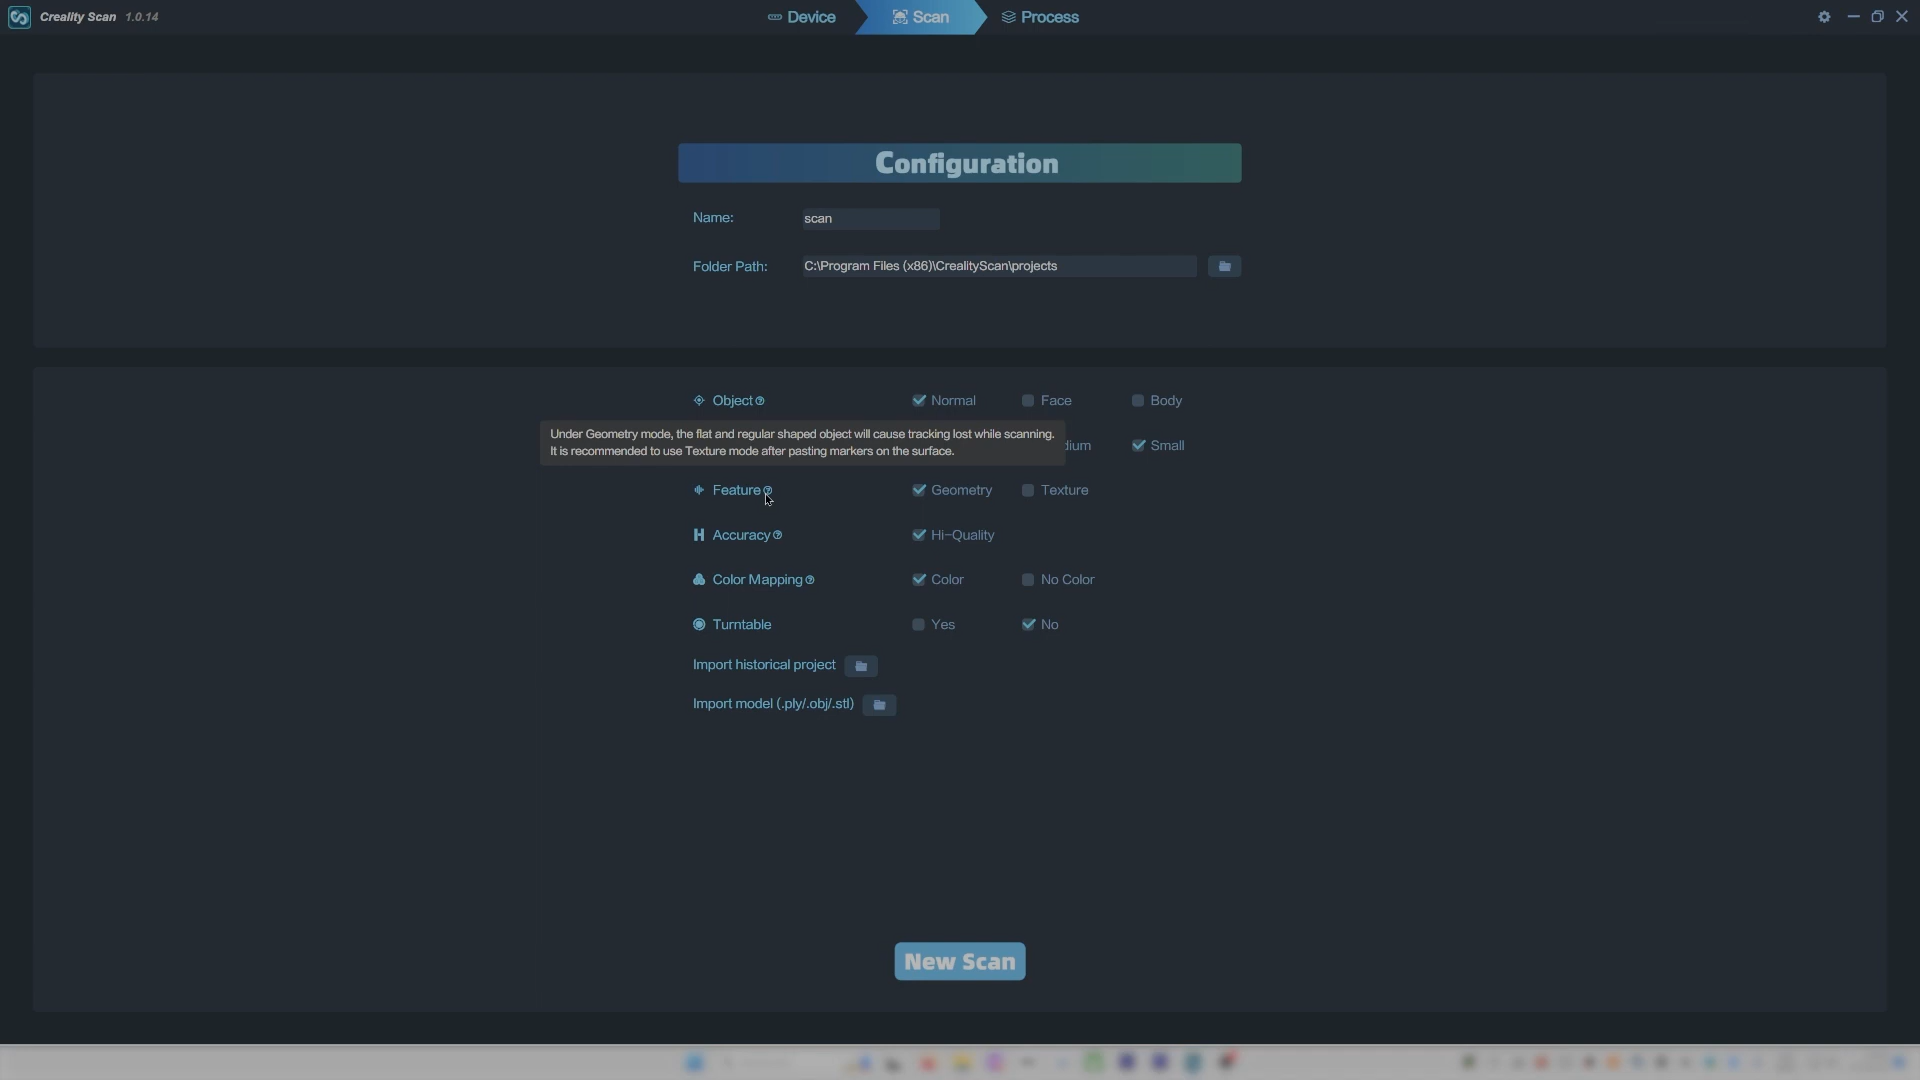 Creality Scan 1.0.14
Device
Scan
Process
Configuration
Name: scan
Folder Path: C:\Program Files (x86)\CrealityScan\projects
Object Normal Face Body
Under Geometry mode, the flat and regular shaped object will cause tracking lost while scanning.
It is recommended to use Texture mode after pasting markers on the surface.
dium Small
Feature Geometry Texture
Accuracy Hi-Quality
Color Mapping Color No Color
Turntable Yes No
Import historical project
Import model (.ply/.obj/.stl)
New Scan